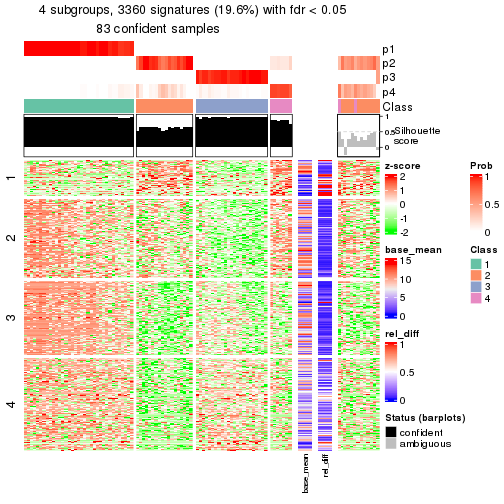 4 subgroups, 3360 signatures (19.6%) with fdr < 0.05
83 confident samples
p1
p2
p3
p4
Class
1
0.5
0
Silhouette
score
1
2
3
4
base_mean
rel_diff
z-score
2
1
0
-1
-2
Prob
1
0.5
0
base_mean
15
10
5
0
Class
1
2
3
4
rel_diff
1
0.5
0
Status (barplots)
confident
ambiguous